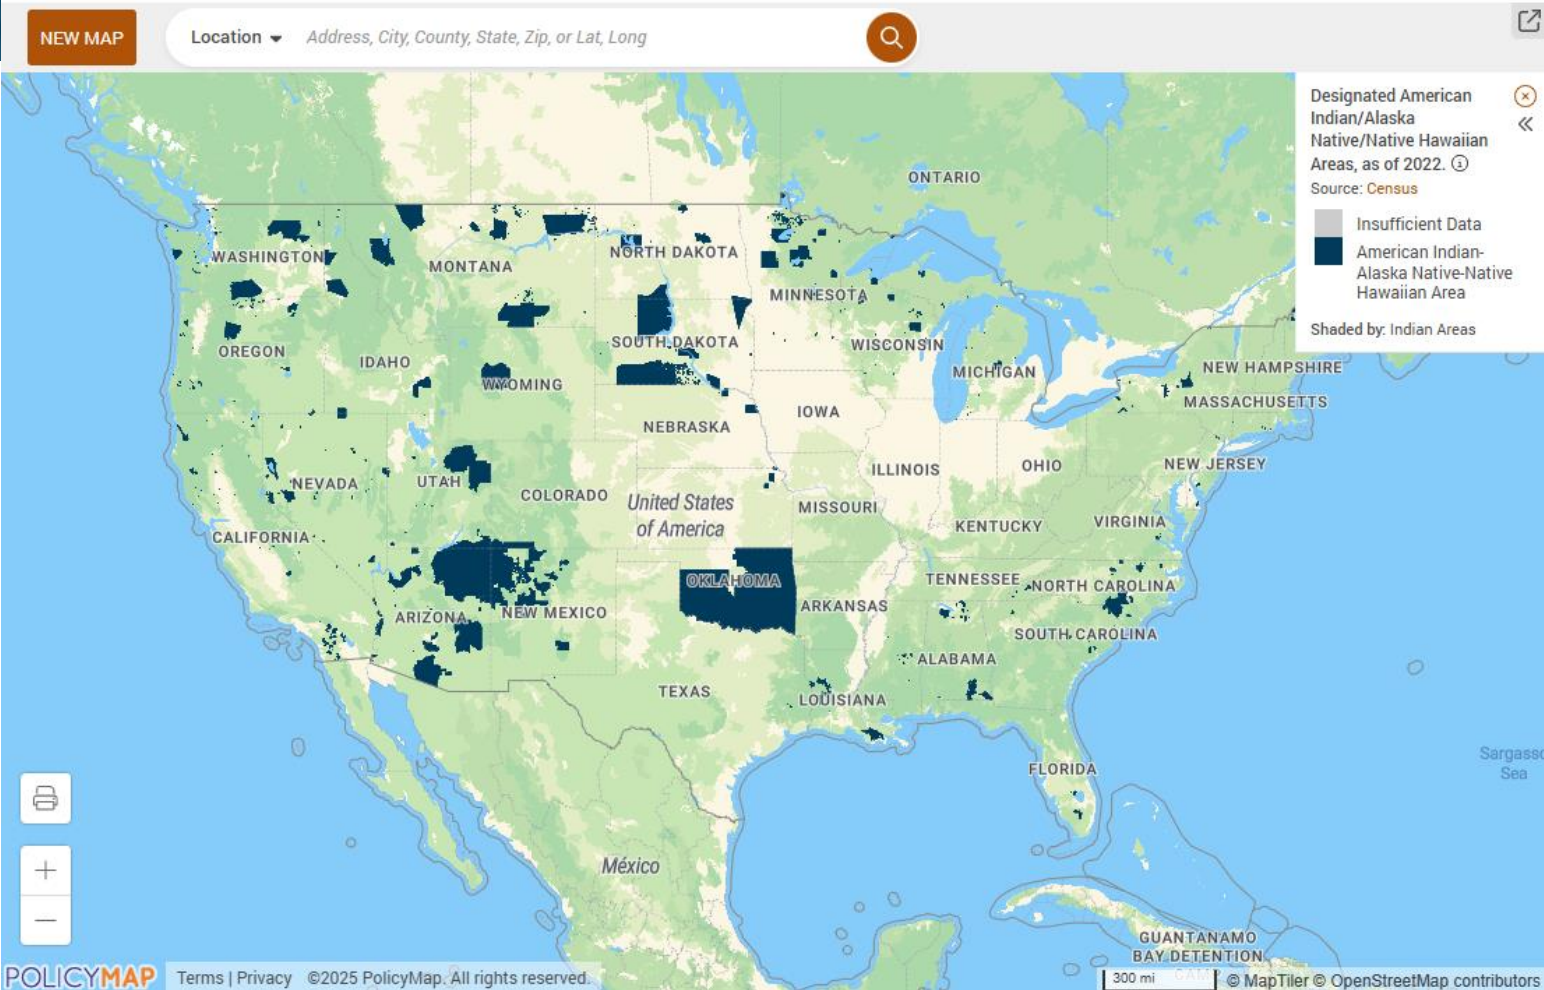 NEW MAP
Location
Address, City, County, State, Zip, or Lat, Long
Designated American
Indian/Alaska
Native/Native Hawaiian
Areas, as of 2022.
Source: Census
Insufficient Data
American Indian-
Alaska Native-Native
Hawaiian Area
Shaded by: Indian Areas
ONTARIO
WASHINGTON
MONTANA
NORTH DAKOTA
MINNESOTA
OREGON
IDAHO
SOUTH DAKOTA
WISCONSIN
MICHIGAN
NEW HAMPSHIRE
WYOMING
MASSACHUSETTS
IOWA
NEBRASKA
NEVADA
UTAH
COLORADO
ILLINOIS
OHIO
NEW JERSEY
United States
of America
MISSOURI
KENTUCKY
VIRGINIA
CALIFORNIA
OKLAHOMA
TENNESSEE
NORTH CAROLINA
ARIZONA
NEW MEXICO
ARKANSAS
SOUTH CAROLINA
ALABAMA
TEXAS
LOUISIANA
FLORIDA
Sargasso
Sea
México
GUANTANAMO
BAY DETENTION
CAMP
+
−
POLICYMAP
Terms | Privacy ©2025 PolicyMap. All rights reserved.
300 mi
© MapTiler © OpenStreetMap contributors